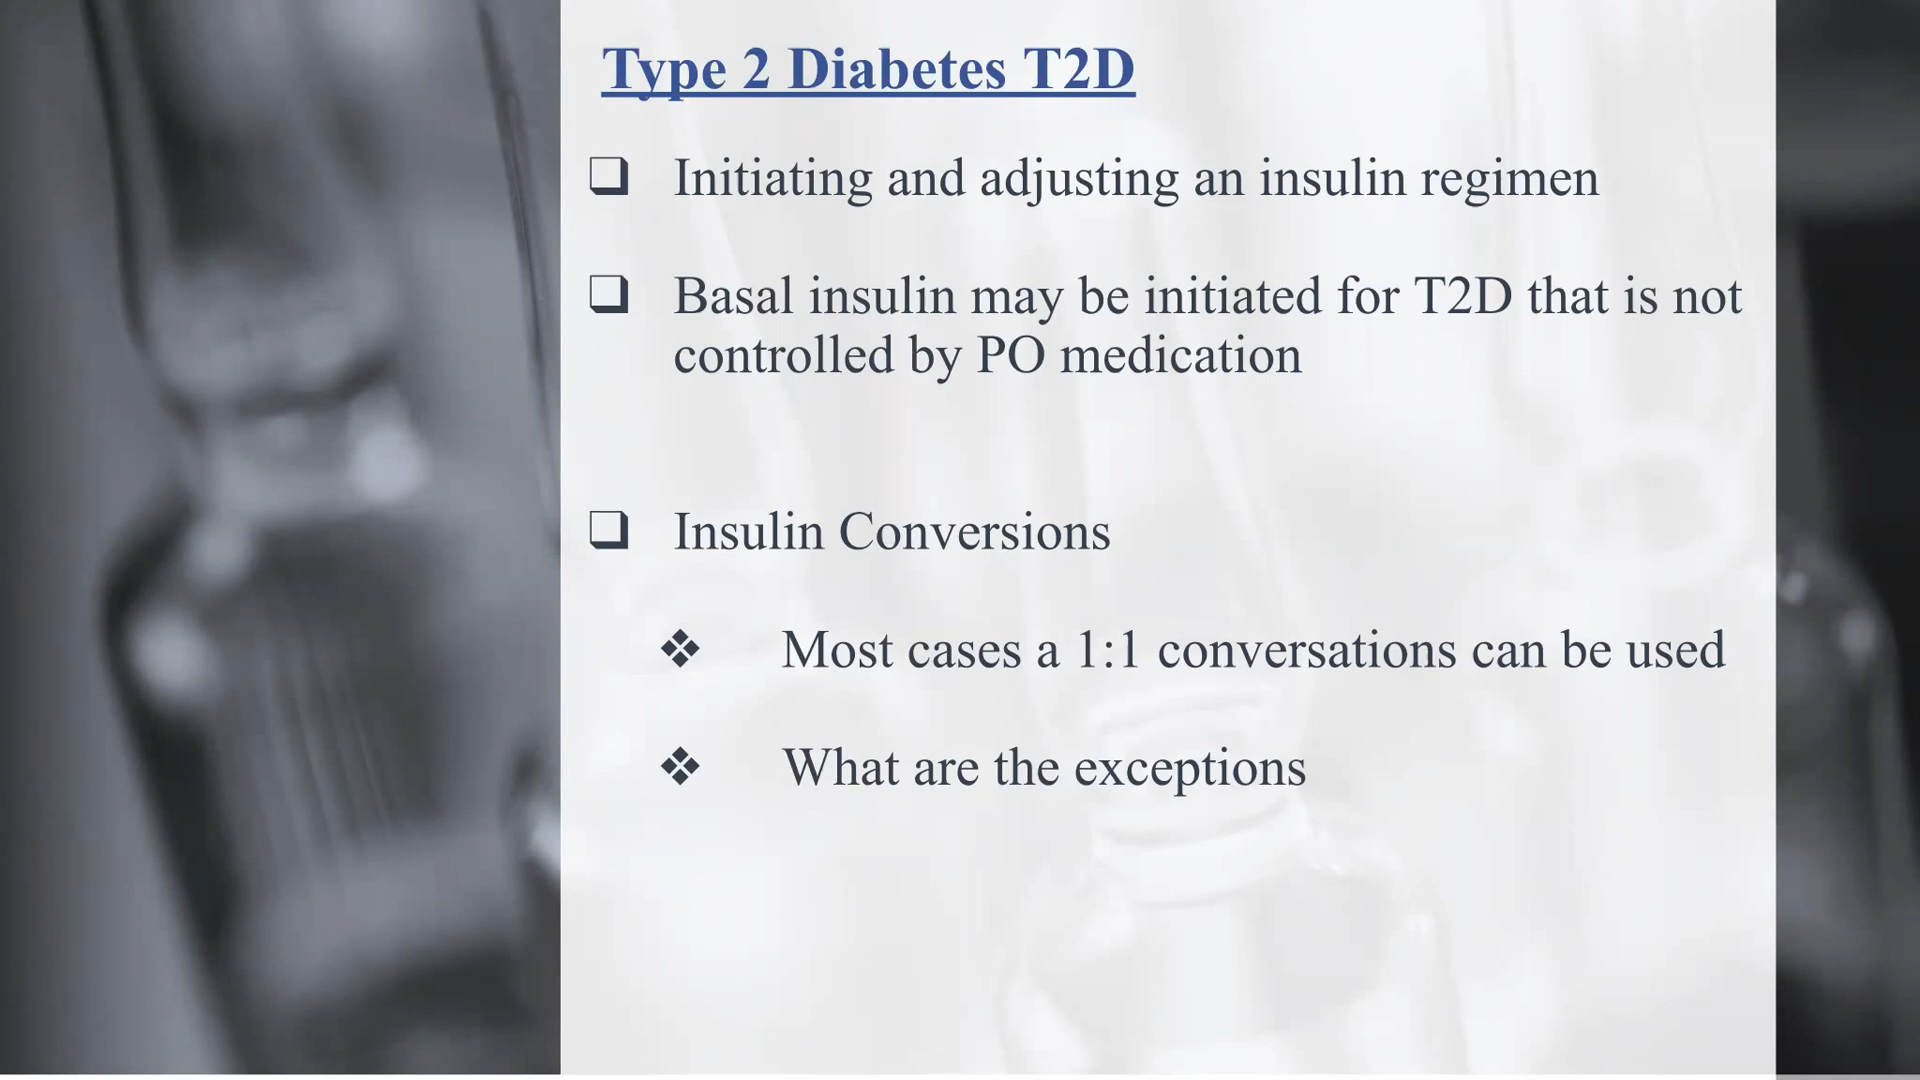 Type 2 Diabetes T2D
❑ Initiating and adjusting an insulin regimen
❑ Basal insulin may be initiated for T2D that is not
controlled by PO medication
❑ Insulin Conversions
❖ Most cases a 1:1 conversations can be used
❖ What are the exceptions